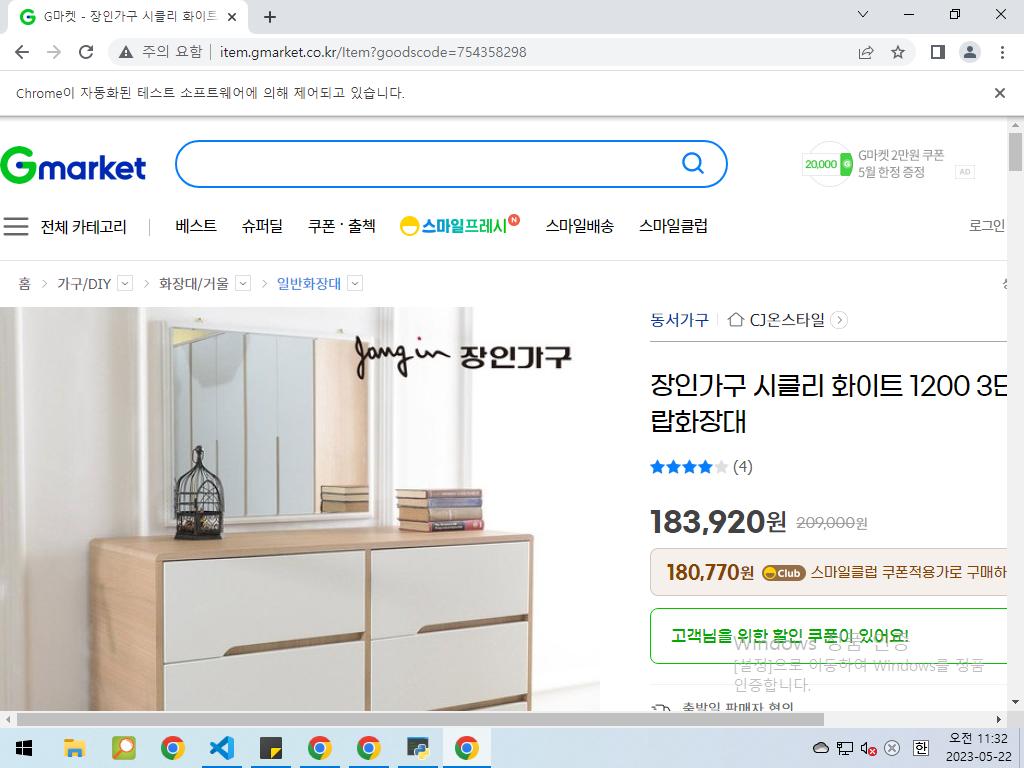 G마켓 - 장인가구 시클리 화이트
주의 요함
item.gmarket.co.kr/Item?goodscode=754358298
Chrome이 자동화된 테스트 소프트웨어에 의해 제어되고 있습니다.
Gmarket
20,000
G마켓 2만원 쿠폰
5월 한정 증정
AD
전체 카테고리
베스트 슈퍼딜 쿠폰·출첵 스마일프레시 N 스마일배송 스마일클럽
로그인
홈 > 가구/DIY > 화장대/거울 > 일반화장대
Jangin 장인가구
동서가구 CJ온스타일
장인가구 시클리 화이트 1200 3단
랍화장대
(4)
183,920원 209,000원
180,770원 Club 스마일클럽 쿠폰적용가로 구매하
고객님을 위한 할인 쿠폰이 있어요!
Windows 정품 인증
[설정]으로 이동하여 Windows를 정품
인증합니다.
출발일 판매자 협의
한
오전 11:32
2023-05-22